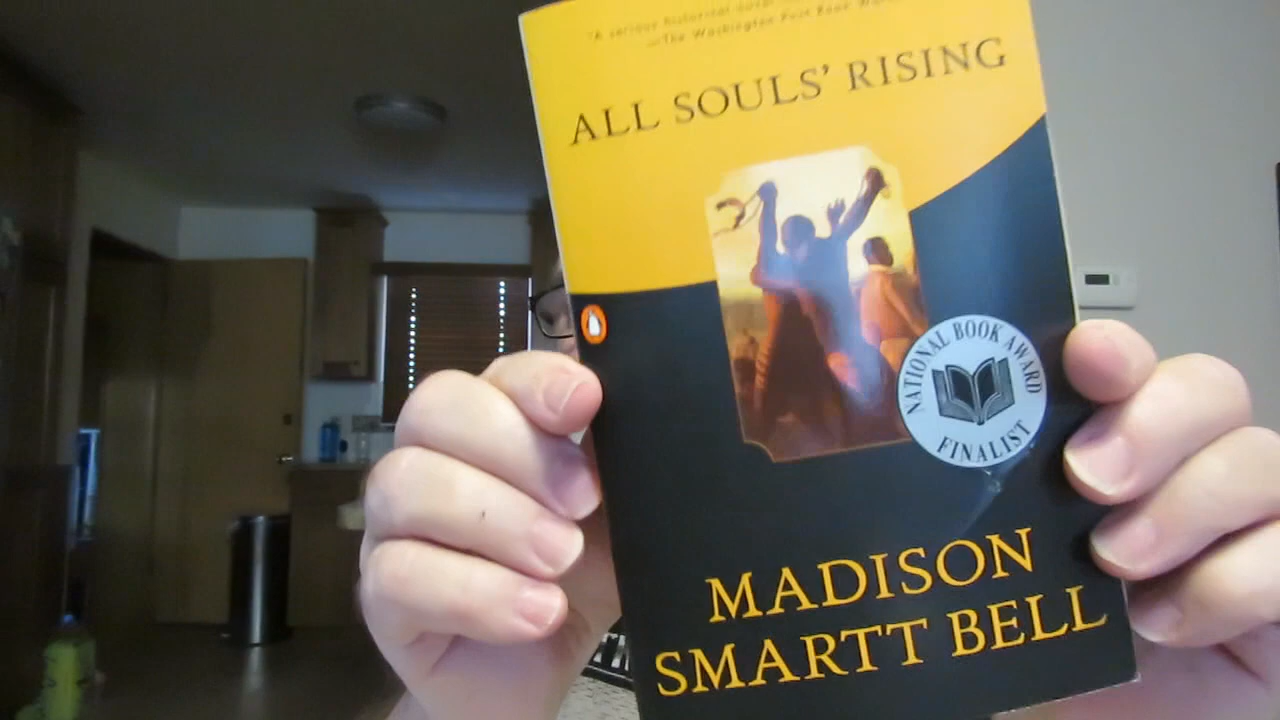 "A serious historical novel
—The Washington Post Book World
ALL SOULS' RISING
NATIONAL BOOK AWARD
FINALIST
MADISON
SMARTT BELL